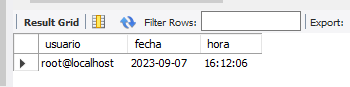 Result Grid Filter Rows: Export:
usuario fecha hora
root@localhost 2023-09-07 16:12:06